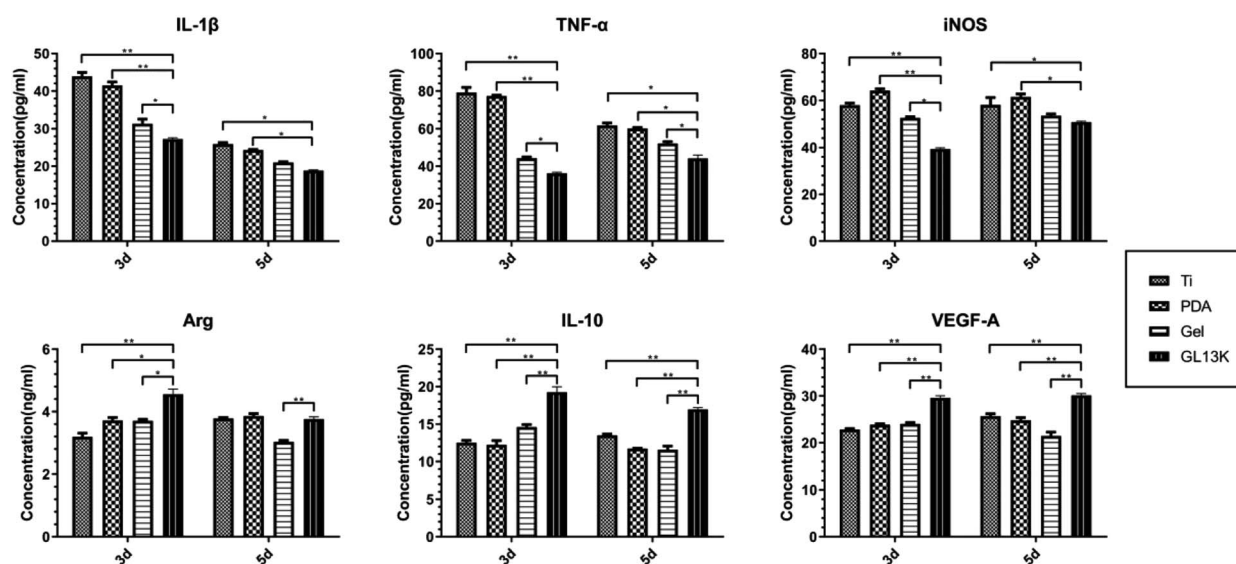 IL-1β
Concentration(pg/ml)
50
40
30
20
10
0
**
**
*
*
*
3d
5d
TNF-α
Concentration(pg/ml)
100
80
60
40
20
0
**
**
*
*
*
*
3d
5d
iNOS
Concentration(pg/ml)
80
60
40
20
0
**
**
*
*
*
3d
5d
Arg
Concentration(ng/ml)
6
4
2
0
**
*
*
**
3d
5d
IL-10
Concentration(pg/ml)
25
20
15
10
5
0
**
**
**
**
**
**
3d
5d
VEGF-A
Concentration(pg/ml)
40
30
20
10
0
**
**
**
**
**
**
3d
5d
Ti
PDA
Gel
GL13K